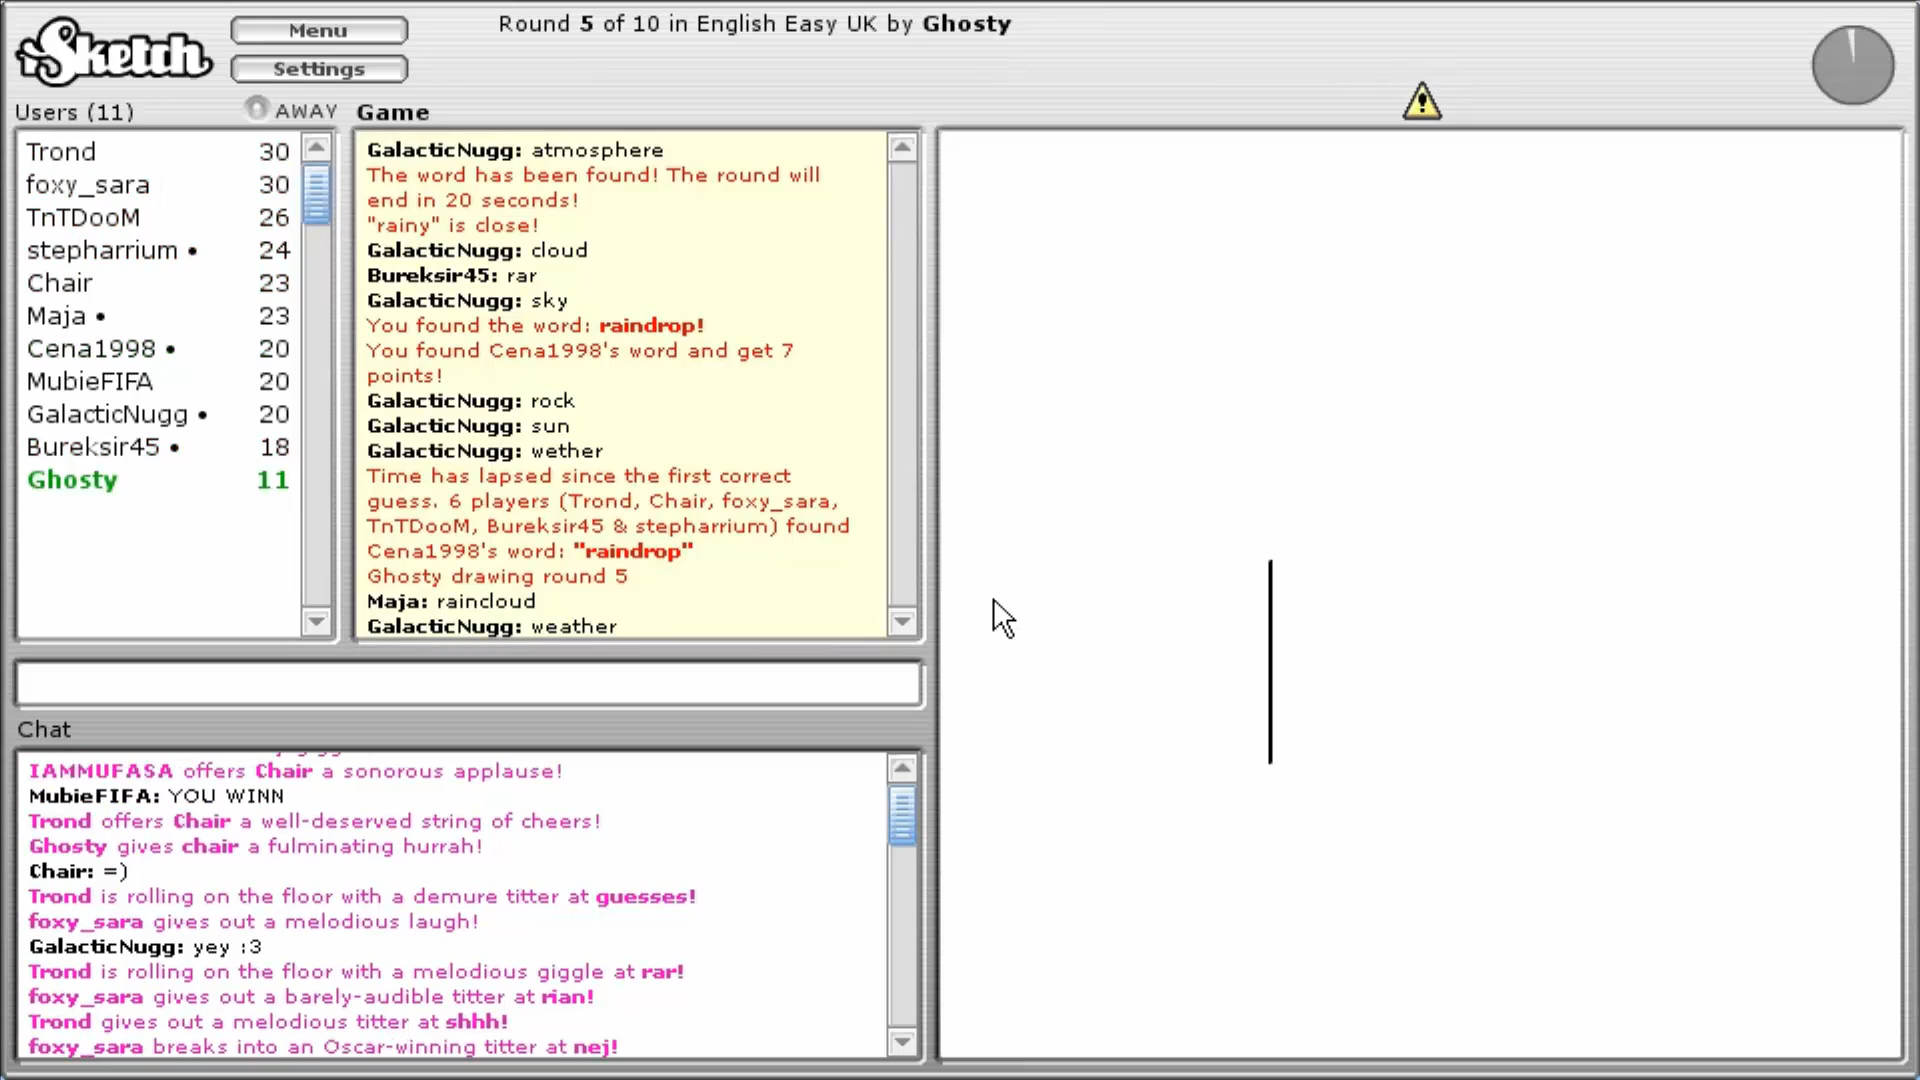 iSketch
Menu
Settings
Round 5 of 10 in English Easy UK by Ghosty
Users (11)
AWAY
Game
Trond 30
foxy_sara 30
TnTDooM 26
stepharrium • 24
Chair 23
Maja • 23
Cena1998 • 20
MubieFIFA 20
GalacticNugg • 20
Bureksir45 • 18
Ghosty 11
GalacticNugg: atmosphere
The word has been found! The round will
end in 20 seconds!
"rainy" is close!
GalacticNugg: cloud
Bureksir45: rar
GalacticNugg: sky
You found the word: raindrop!
You found Cena1998's word and get 7
points!
GalacticNugg: rock
GalacticNugg: sun
GalacticNugg: wether
Time has lapsed since the first correct
guess. 6 players (Trond, Chair, foxy_sara,
TnTDooM, Bureksir45 & stepharrium) found
Cena1998's word: "raindrop"
Ghosty drawing round 5
Maja: raincloud
GalacticNugg: weather
Chat
IAMMUFASA offers Chair a sonorous applause!
MubieFIFA: YOU WINN
Trond offers Chair a well-deserved string of cheers!
Ghosty gives chair a fulminating hurrah!
Chair: =)
Trond is rolling on the floor with a demure titter at guesses!
foxy_sara gives out a melodious laugh!
GalacticNugg: yey :3
Trond is rolling on the floor with a melodious giggle at rar!
foxy_sara gives out a barely-audible titter at rian!
Trond gives out a melodious titter at shhh!
foxy_sara breaks into an Oscar-winning titter at nej!